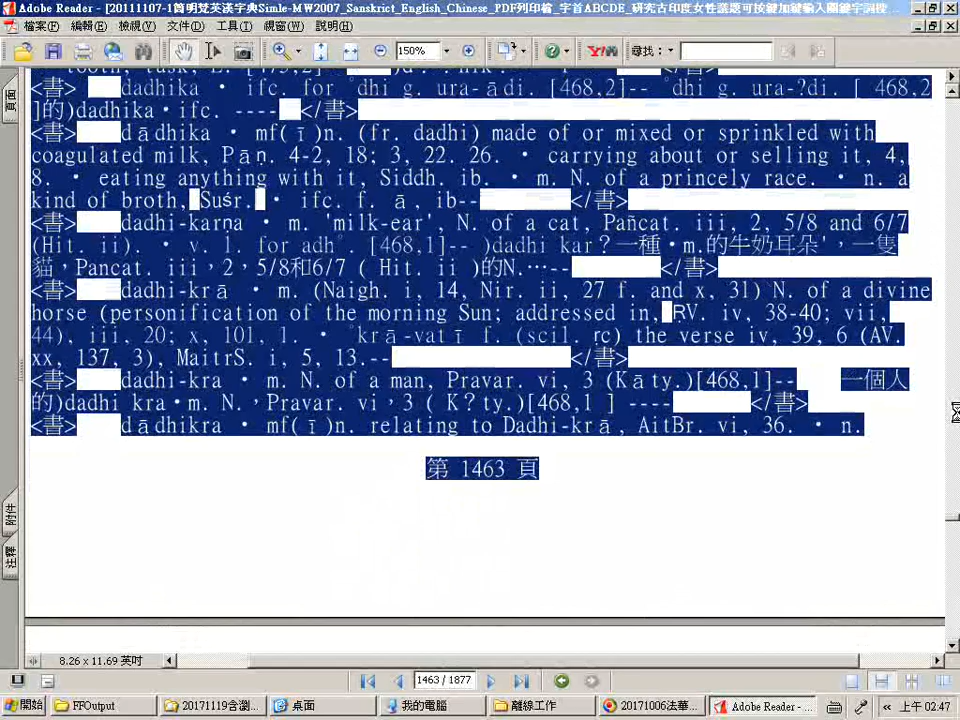 Adobe Reader - [20111107-1簡明梵英漢字典Simle-MW2007_Sanskrict_English_Chinese_PDF列印檔_字首ABCDE_研究古印度女性議題可按鍵加鍵輸入關鍵字詞搜
檔案(F) 編輯(E) 檢視(V) 文件(D) 工具(T) 視窗(W) 說明(H)
150% 尋找：
頁面
<書> dadhika • ifc. for゜dhi g. ura-ādi. [468,2]--゜dhi g. ura-?di. [ 468,2
]的)dadhika•ifc. ---- </書>
<書> dādhika • mf(ī)n. (fr. dadhi) made of or mixed or sprinkled with
coagulated milk, Pāṇ. 4-2, 18; 3, 22. 26. • carrying about or selling it, 4,
8. • eating anything with it, Siddh. ib. • m. N. of a princely race. • n. a
kind of broth, Suśr. • ifc. f. ā, ib-- </書>
<書> dadhi-karṇa • m. 'milk-ear', N. of a cat, Pañcat. iii, 2, 5/8 and 6/7
(Hit. ii). • v. l. for adh゜. [468,1]-- )dadhi kar？一種•m.的牛奶耳朵'，一隻
貓，Pancat. iii，2，5/8和6/7 ( Hit. ii )的N.…-- </書>
<書> dadhi-krā • m. (Naigh. i, 14, Nir. ii, 27 f. and x, 31) N. of a divine
horse (personification of the morning Sun; addressed in, RV. iv, 38-40; vii,
44), iii, 20; x, 101, 1. • ゜krā-vatī f. (scil. ṛc) the verse iv, 39, 6 (AV.
xx, 137, 3), MaitrS. i, 5, 13.-- </書>
<書> dadhi-kra • m. N. of a man, Pravar. vi, 3 (Kāty.)[468,1]-- 一個人
的)dadhi kra•m. N.，Pravar. vi，3 ( K？ty.)[468,1 ] ---- </書>
<書> dādhikra • mf(ī)n. relating to Dadhi-krā, AitBr. vi, 36. • n.
第 1463 頁
附件
注釋
8.26 x 11.69 英吋
1463 / 1877
開始 FFOutput 20171119含瀏... 桌面 我的電腦 離線工作 20171006法華... Adobe Reader - ... 上午 02:47